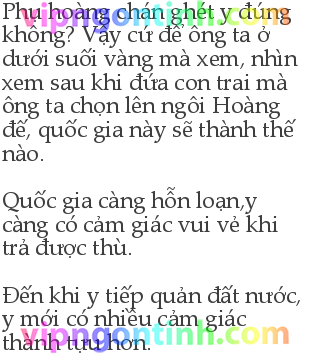 Phụ hoàng chán ghét y đúng
không? Vậy cứ để ông ta ở
dưới suối vàng mà xem, nhìn
xem sau khi đứa con trai mà
ông ta chọn lên ngôi Hoàng
đế, quốc gia này sẽ thành thế
nào.
Quốc gia càng hỗn loạn,y
càng có cảm giác vui vẻ khi
trả được thù.
Đến khi y tiếp quản đất nước,
y mới có nhiều cảm giác
thành tựu hơn.
vipngontinh.com
vipngontinh.com